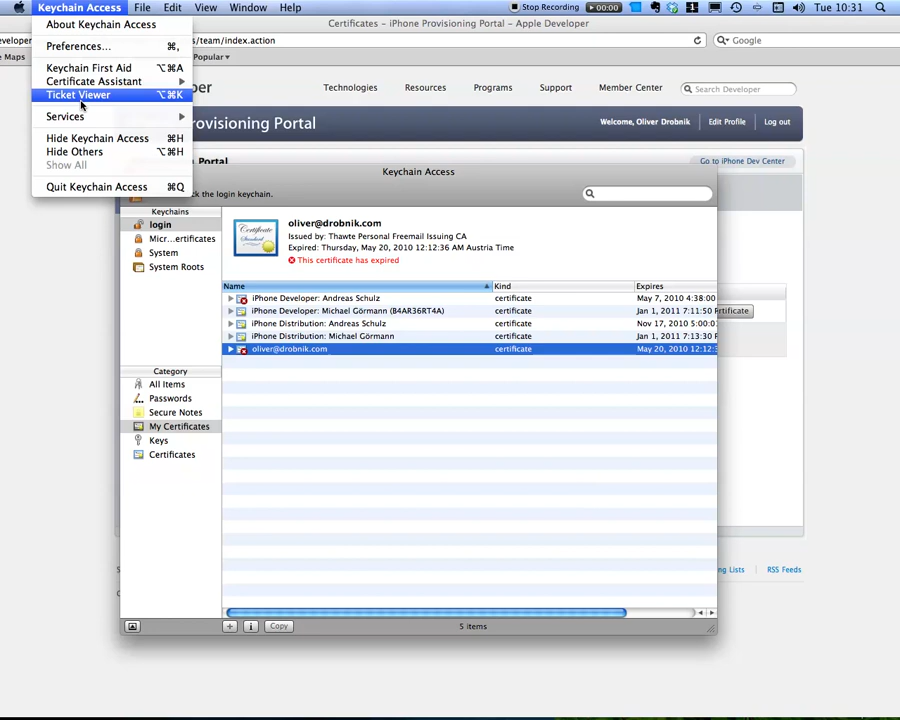 Keychain Access File Edit View Window Help Stop Recording 00:00 1 Tue 10:31
Certificates – iPhone Provisioning Portal – Apple Developer
About Keychain Access
Preferences... ⌘,
Keychain First Aid ⌥⌘A
Certificate Assistant
Ticket Viewer ⌥⌘K
Services
Hide Keychain Access ⌘H
Hide Others ⌥⌘H
Show All
Quit Keychain Access ⌘Q
s/team/index.action
Google
Maps
Popular
Technologies Resources Programs Support Member Center Search Developer
rovisioning Portal Welcome, Oliver Drobnik Edit Profile Log out
Portal Go to iPhone Dev Center
Keychain Access
ck the login keychain.
Keychains
login
Micr...ertificates
System
System Roots
oliver@drobnik.com
Issued by: Thawte Personal Freemail Issuing CA
Expired: Thursday, May 20, 2010 12:12:36 AM Austria Time
This certificate has expired
Name Kind Expires
iPhone Developer: Andreas Schulz certificate May 7, 2010 4:38:00
iPhone Developer: Michael Görmann (B4AR36RT4A) certificate Jan 1, 2011 7:11:50
iPhone Distribution: Andreas Schulz certificate Nov 17, 2010 5:00:0
iPhone Distribution: Michael Görmann certificate Jan 1, 2011 7:13:30
oliver@drobnik.com certificate May 20, 2010 12:12:3
rtificate
Category
All Items
Passwords
Secure Notes
My Certificates
Keys
Certificates
ng Lists RSS Feeds
+ i Copy 5 items